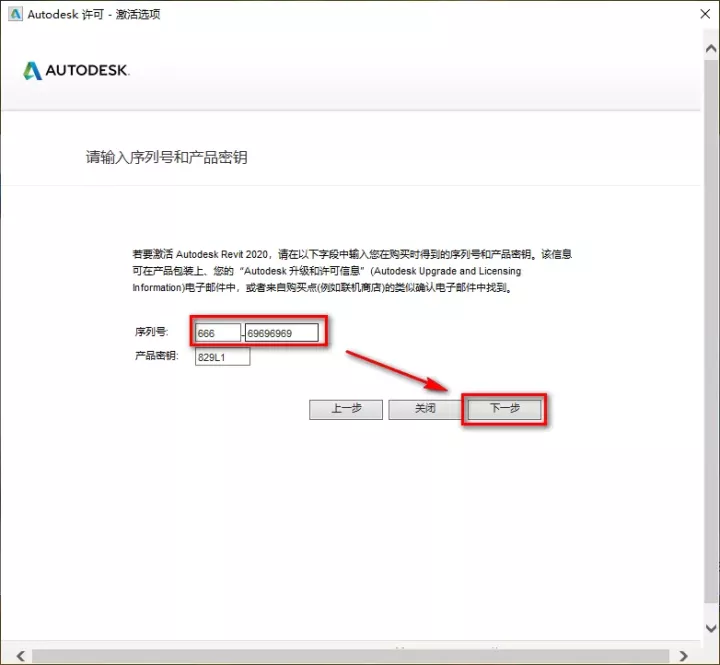 Autodesk 许可 - 激活选项
AUTODESK.
请输入序列号和产品密钥
若要激活 Autodesk Revit 2020，请在以下字段中输入您在购买时得到的序列号和产品密钥。该信息
可在产品包装上、您的“Autodesk 升级和许可信息”(Autodesk Upgrade and Licensing
Information)电子邮件中，或者来自购买点(例如联机商店)的类似确认电子邮件中找到。
序列号: 666 - 69696969
产品密钥: 829L1
上一步 关闭 下一步